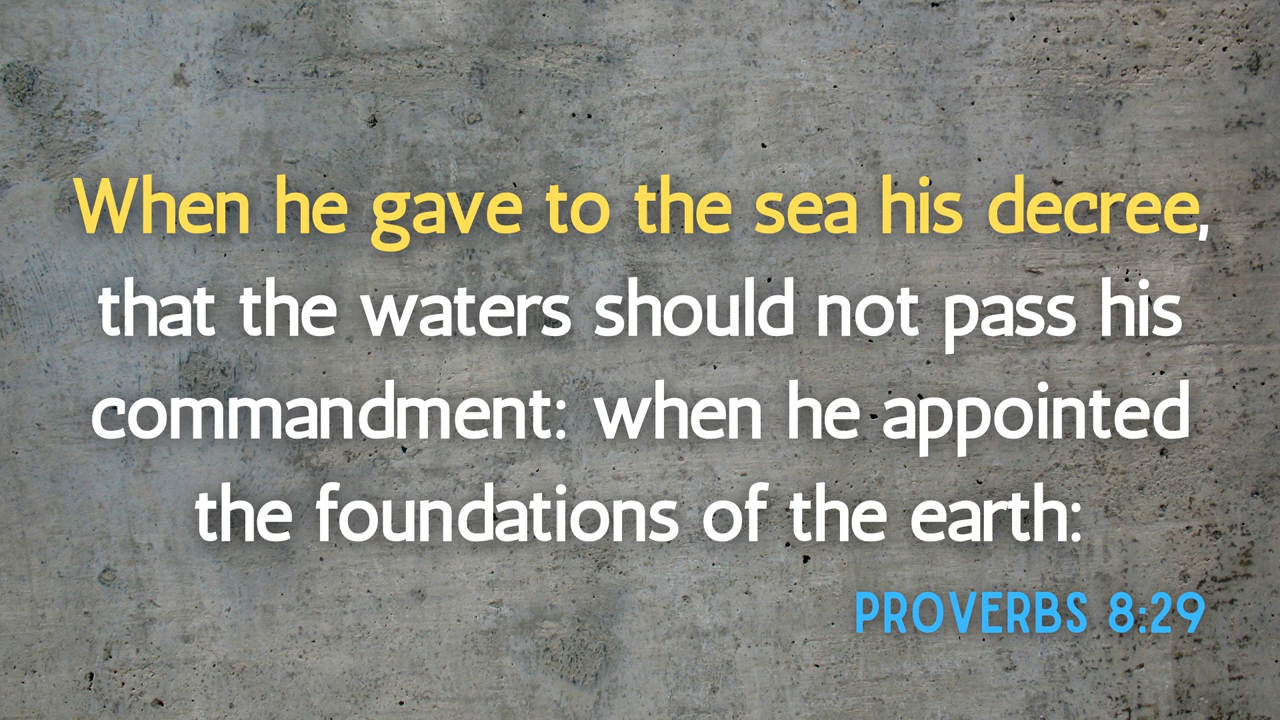 When he gave to the sea his decree,
that the waters should not pass his
commandment: when he appointed
the foundations of the earth:
PROVERBS 8:29